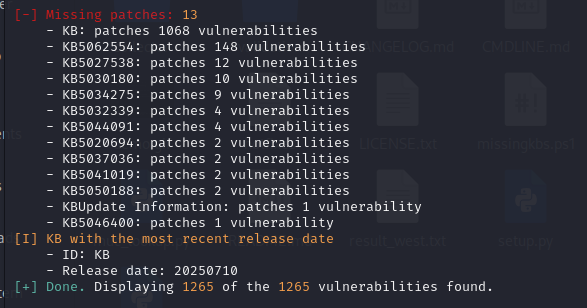 [-] Missing patches: 13
- KB: patches 1068 vulnerabilities
- KB5062554: patches 148 vulnerabilities
- KB5027538: patches 12 vulnerabilities
- KB5030180: patches 10 vulnerabilities
- KB5034275: patches 9 vulnerabilities
- KB5032339: patches 4 vulnerabilities
- KB5044091: patches 4 vulnerabilities
- KB5020694: patches 2 vulnerabilities
- KB5037036: patches 2 vulnerabilities
- KB5041019: patches 2 vulnerabilities
- KB5050188: patches 2 vulnerabilities
- KBUpdate Information: patches 1 vulnerability
- KB5046400: patches 1 vulnerability
[I] KB with the most recent release date
- ID: KB
- Release date: 20250710
[+] Done. Displaying 1265 of the 1265 vulnerabilities found.
CMDLINE.md
LICENSE.txt
missingkbs.ps1
result_west.txt
setup.py